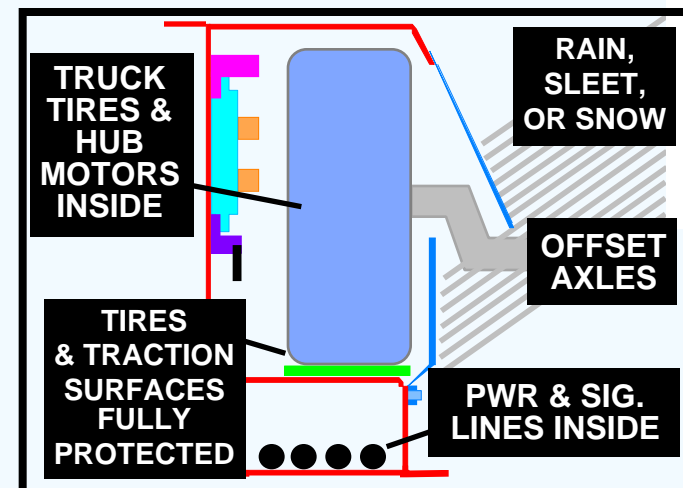 TRUCK
TIRES &
HUB
MOTORS
INSIDE
RAIN,
SLEET,
OR SNOW
OFFSET
AXLES
TIRES
& TRACTION
SURFACES
FULLY
PROTECTED
PWR & SIG.
LINES INSIDE